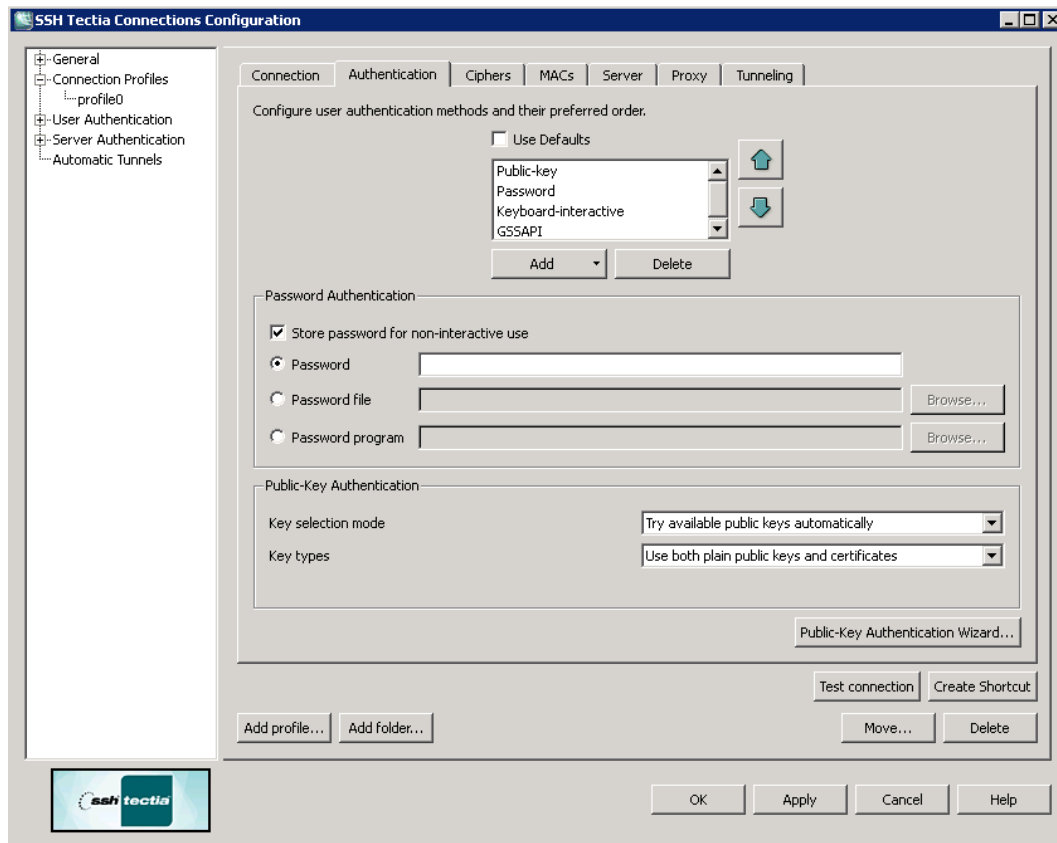 SSH Tectia Connections Configuration
General
Connection Profiles
profile0
User Authentication
Server Authentication
Automatic Tunnels
Connection Authentication Ciphers MACs Server Proxy Tunneling
Configure user authentication methods and their preferred order.
Use Defaults
Public-key
Password
Keyboard-interactive
GSSAPI
Add Delete
Password Authentication
Store password for non-interactive use
Password
Password file Browse...
Password program Browse...
Public-Key Authentication
Key selection mode Try available public keys automatically
Key types Use both plain public keys and certificates
Public-Key Authentication Wizard...
Test connection Create Shortcut
Add profile... Add folder... Move... Delete
ssh tectia
OK Apply Cancel Help